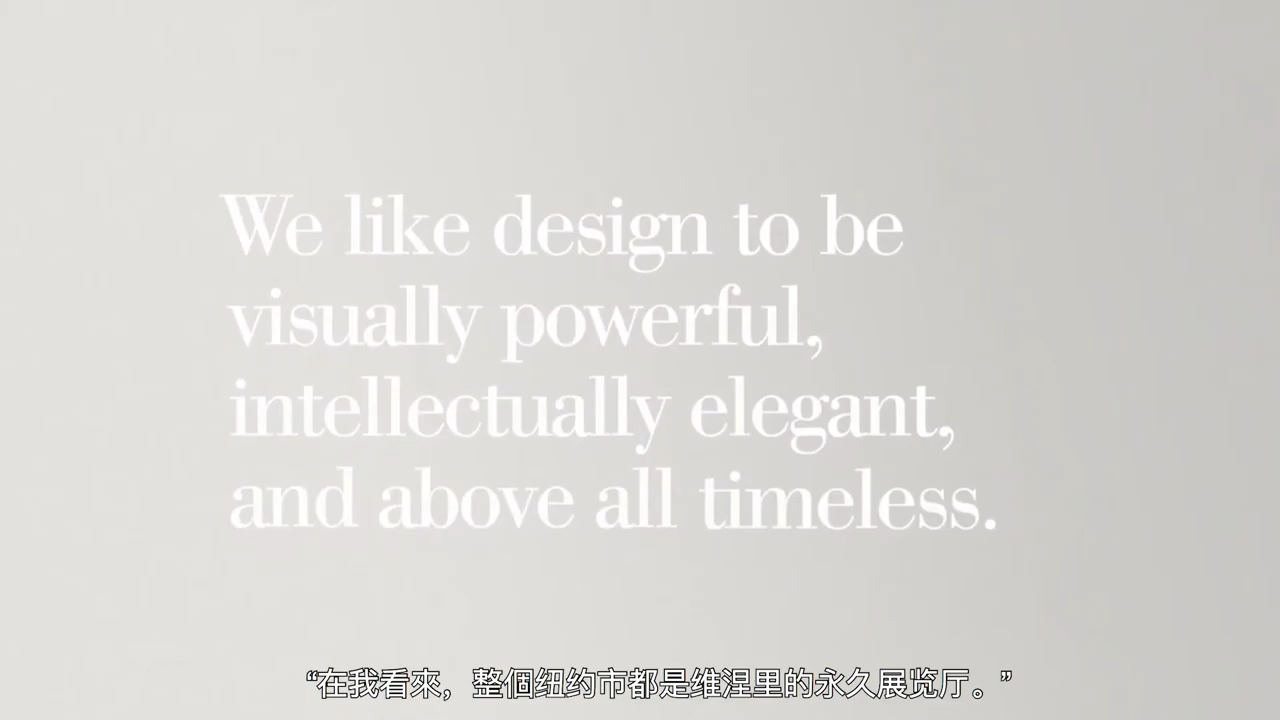 We like design to be
visually powerful,
intellectually elegant,
and above all timeless.
“在我看來，整個纽约市都是维涅里的永久展览厅。”